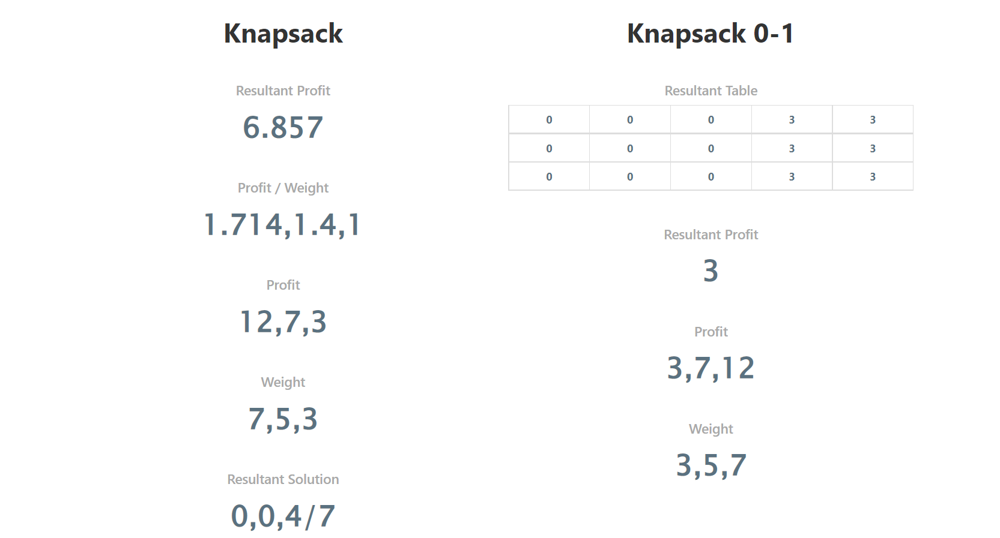 Knapsack
Resultant Profit
6.857
Profit / Weight
1.714,1.4,1
Profit
12,7,3
Weight
7,5,3
Resultant Solution
0,0,4/7
Knapsack 0-1
Resultant Table
0 0 0 3 3
0 0 0 3 3
0 0 0 3 3
Resultant Profit
3
Profit
3,7,12
Weight
3,5,7